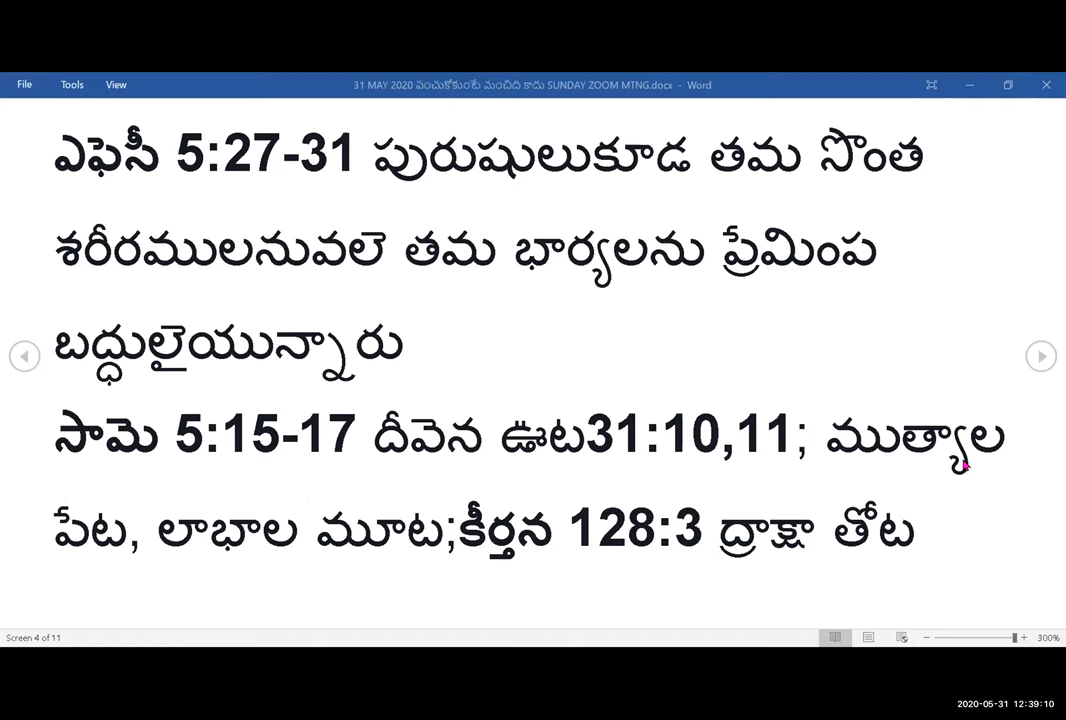 File Tools View 31 MAY 2020 పంచుకోకుంటే మంచిది కాదు SUNDAY ZOOM MTNG.docx - Word
ఎఫెసీ 5:27-31 పురుషులుకూడ తమ సొంత
శరీరములనువలె తమ భార్యలను ప్రేమింప
బద్ధులైయున్నారు
సామె 5:15-17 దీవెన ఊట31:10,11; ముత్యాల
పేట, లాభాల మూట;కీర్తన 128:3 ద్రాక్షా తోట
Screen 4 of 11 300%
2020-05-31 12:39:10